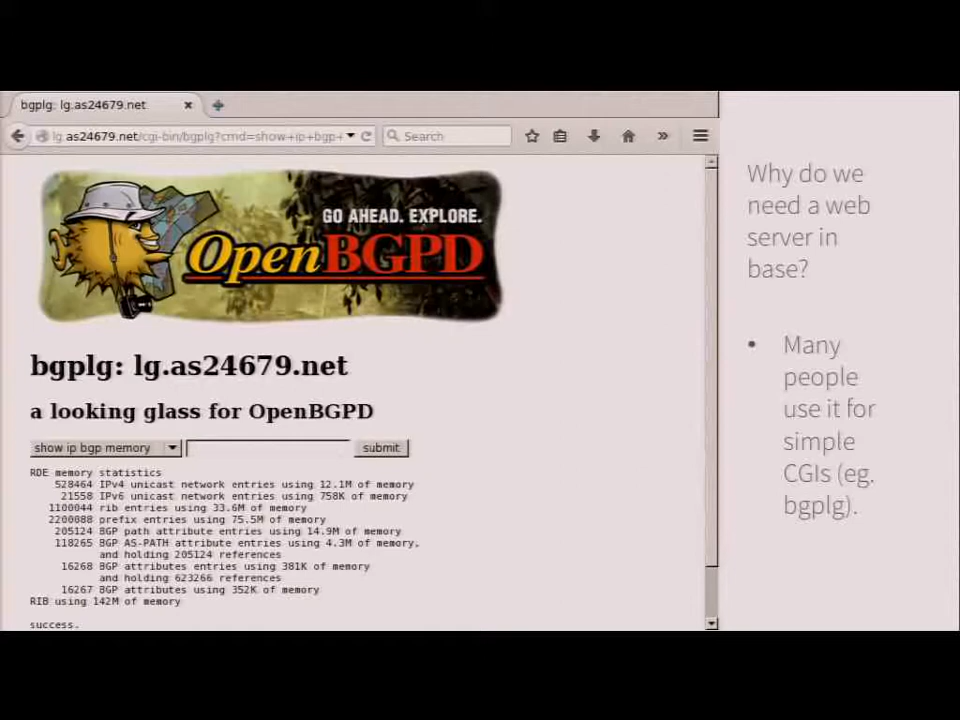 bgplg: lg.as24679.net
lg.as24679.net/cgi-bin/bgplg?cmd=show+ip+bgp+
Search
GO AHEAD. EXPLORE.
OpenBGPD
bgplg: lg.as24679.net
a looking glass for OpenBGPD
show ip bgp memory
submit
RDE memory statistics
528464 IPv4 unicast network entries using 12.1M of memory
21558 IPv6 unicast network entries using 758K of memory
1100044 rib entries using 33.6M of memory
2200088 prefix entries using 75.5M of memory
205124 BGP path attribute entries using 14.9M of memory
118265 BGP AS-PATH attribute entries using 4.3M of memory,
and holding 205124 references
16268 BGP attributes entries using 381K of memory
and holding 623266 references
16267 BGP attributes using 352K of memory
RIB using 142M of memory
success.
Why do we
need a web
server in
base?
• Many
people
use it for
simple
CGIs (eg.
bgplg).